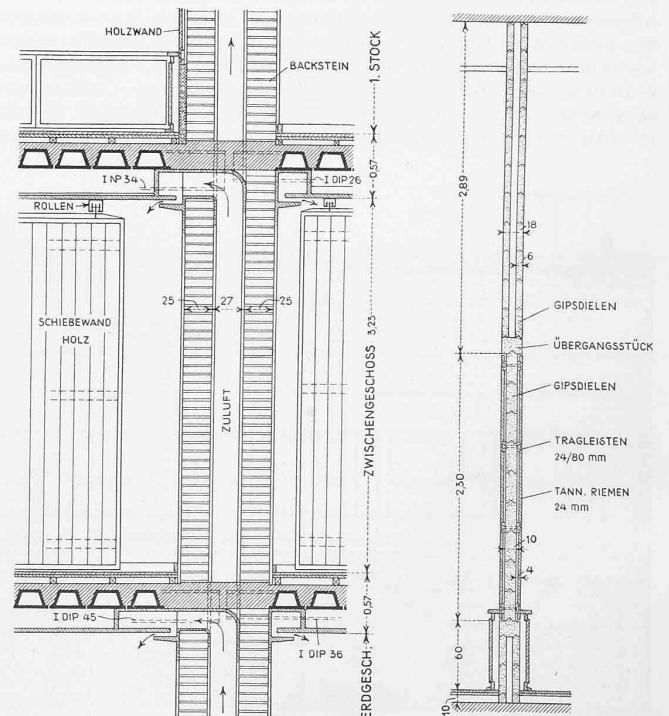 HOLZWAND
BACKSTEIN
1. STOCK
I NP 34
I DIP 26
0,57
ROLLEN
25
27
25
3,23
SCHIEBEWAND
HOLZ
ZULUFT
ZWISCHENGESCHOSS
I DIP 45
I DIP 36
0,57
ERDGESCH:
2,89
18
6
GIPSDIELEN
ÜBERGANGSSTÜCK
GIPSDIELEN
TRAGLEISTEN
24/80 mm
2,30
TANN. RIEMEN
24 mm
10
4
60
10